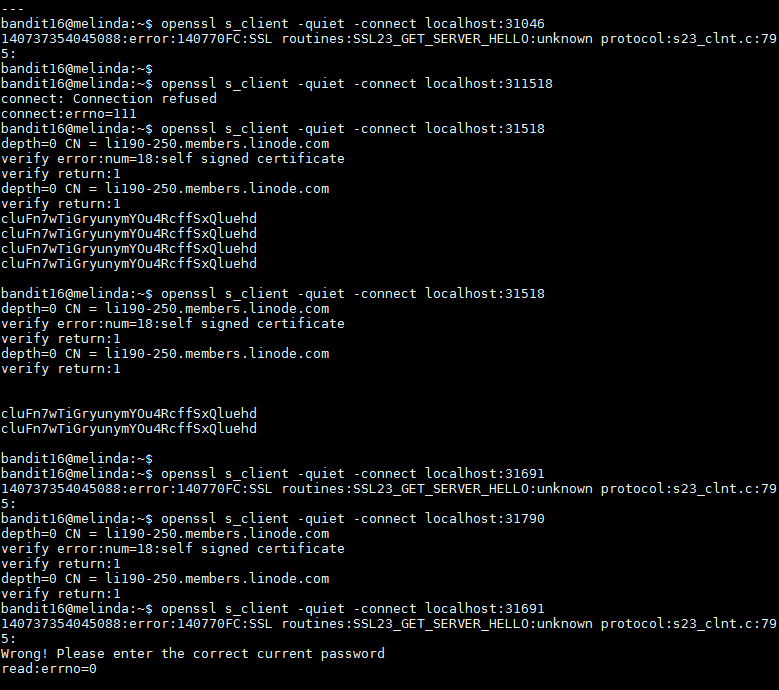 ---
bandit16@melinda:~$ openssl s_client -quiet -connect localhost:31046
140737354045088:error:140770FC:SSL routines:SSL23_GET_SERVER_HELLO:unknown protocol:s23_clnt.c:79
5:
bandit16@melinda:~$
bandit16@melinda:~$ openssl s_client -quiet -connect localhost:311518
connect: Connection refused
connect:errno=111
bandit16@melinda:~$ openssl s_client -quiet -connect localhost:31518
depth=0 CN = li190-250.members.linode.com
verify error:num=18:self signed certificate
verify return:1
depth=0 CN = li190-250.members.linode.com
verify return:1
cluFn7wTiGryunymYOu4RcffSxQluehd
cluFn7wTiGryunymYOu4RcffSxQluehd
cluFn7wTiGryunymYOu4RcffSxQluehd
cluFn7wTiGryunymYOu4RcffSxQluehd
bandit16@melinda:~$ openssl s_client -quiet -connect localhost:31518
depth=0 CN = li190-250.members.linode.com
verify error:num=18:self signed certificate
verify return:1
depth=0 CN = li190-250.members.linode.com
verify return:1
cluFn7wTiGryunymYOu4RcffSxQluehd
cluFn7wTiGryunymYOu4RcffSxQluehd
bandit16@melinda:~$
bandit16@melinda:~$ openssl s_client -quiet -connect localhost:31691
140737354045088:error:140770FC:SSL routines:SSL23_GET_SERVER_HELLO:unknown protocol:s23_clnt.c:79
5:
bandit16@melinda:~$ openssl s_client -quiet -connect localhost:31790
depth=0 CN = li190-250.members.linode.com
verify error:num=18:self signed certificate
verify return:1
depth=0 CN = li190-250.members.linode.com
verify return:1
bandit16@melinda:~$ openssl s_client -quiet -connect localhost:31691
140737354045088:error:140770FC:SSL routines:SSL23_GET_SERVER_HELLO:unknown protocol:s23_clnt.c:79
5:
Wrong! Please enter the correct current password
read:errno=0